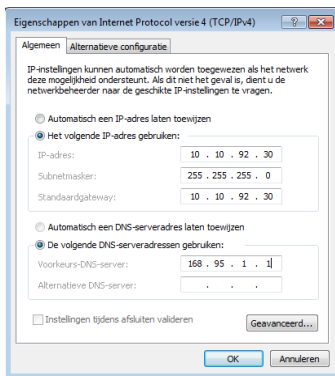 Eigenschappen van Internet Protocol versie 4 (TCP/IPv4)
Algemeen Alternatieve configuratie
IP-instellingen kunnen automatisch worden toegewezen als het netwerk
deze mogelijkheid ondersteunt. Als dit niet het geval is, dient u de
netwerkbeheerder naar de geschikte IP-instellingen te vragen.
Automatisch een IP-adres laten toewijzen
Het volgende IP-adres gebruiken:
IP-adres: 10 . 10 . 92 . 30
Subnetmasker: 255 . 255 . 255 . 0
Standaardgateway: 10 . 10 . 92 . 30
Automatisch een DNS-serveradres laten toewijzen
De volgende DNS-serveradressen gebruiken:
Voorkeurs-DNS-server: 168 . 95 . 1 . 1
Alternatieve DNS-server: . . .
Instellingen tijdens afsluiten valideren
Geavanceerd...
OK Annuleren